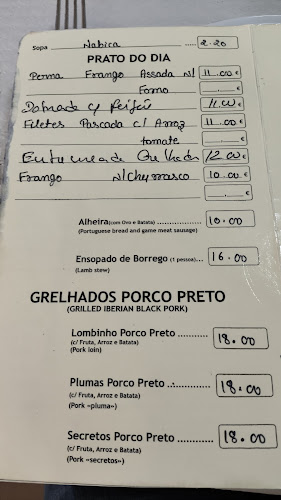 Sopa Nabiça ..... 2.20
PRATO DO DIA
Perna Frango Assada N/ 11.00 €
Forno ...... €
Dobrada c/ Feijão 11.00 €
Filetes Pescada c/ Arroz 11.00 €
tomate ...... €
Entremeada Grelhada 12.00 €
Frango N/Churrasco 10.00 €
...... €
Alheira (com Ovo e Batata) ............... 10.00
(Portuguese bread and game meat sausage)
Ensopado de Borrego (1 pessoa)... 16.00
(Lamb stew)
GRELHADOS PORCO PRETO
(GRILLED IBERIAN BLACK PORK)
Lombinho Porco Preto ........... 18.00
(c/ Fruta, Arroz e Batata)
(Pork loin)
Plumas Porco Preto ............. 18.00
(c/ Fruta, Arroz e Batata)
(Pork «pluma»)
Secretos Porco Preto ............ 18.00
(c/ Fruta, Arroz e Batata)
(Pork «secretos»)